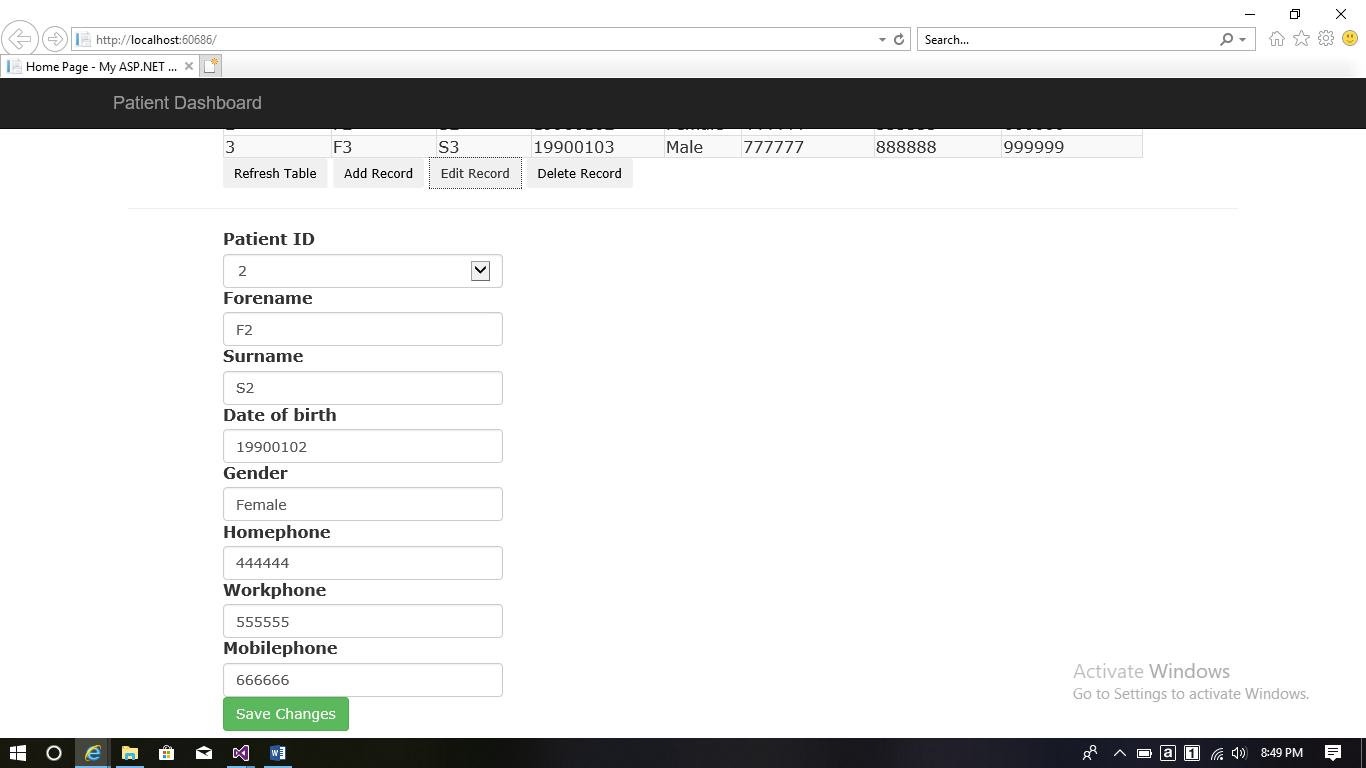 http://localhost:60686/
Search...
Home Page - My ASP.NET ...
Patient Dashboard
3 F3 S3 19900103 Male 777777 888888 999999
Refresh Table Add Record Edit Record Delete Record
Patient ID
2
Forename
F2
Surname
S2
Date of birth
19900102
Gender
Female
Homephone
444444
Workphone
555555
Mobilephone
666666
Save Changes
Activate Windows
Go to Settings to activate Windows.
8:49 PM